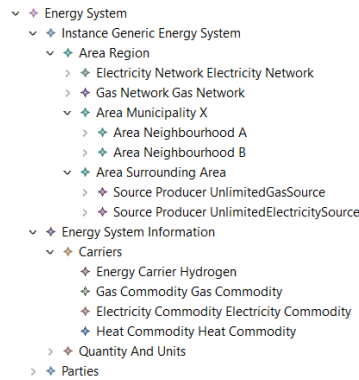 Energy System
Instance Generic Energy System
Area Region
Electricity Network Electricity Network
Gas Network Gas Network
Area Municipality X
Area Neighbourhood A
Area Neighbourhood B
Area Surrounding Area
Source Producer UnlimitedGasSource
Source Producer UnlimitedElectricitySource
Energy System Information
Carriers
Energy Carrier Hydrogen
Gas Commodity Gas Commodity
Electricity Commodity Electricity Commodity
Heat Commodity Heat Commodity
Quantity And Units
Parties